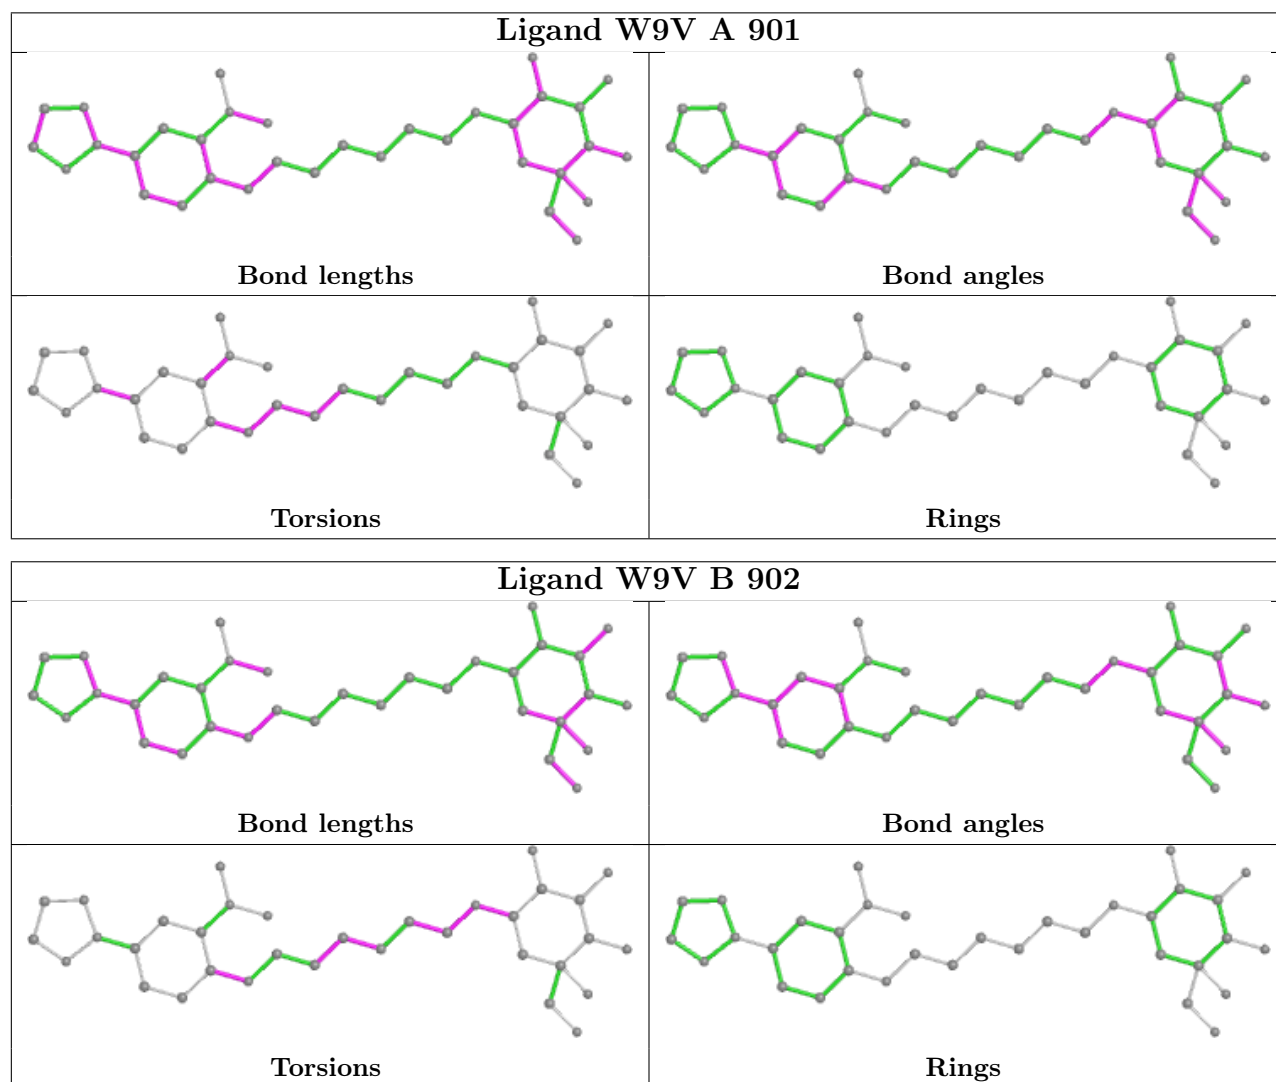 Ligand W9V A 901
Bond lengths
Bond angles
Torsions
Rings
Ligand W9V B 902
Bond lengths
Bond angles
Torsions
Rings